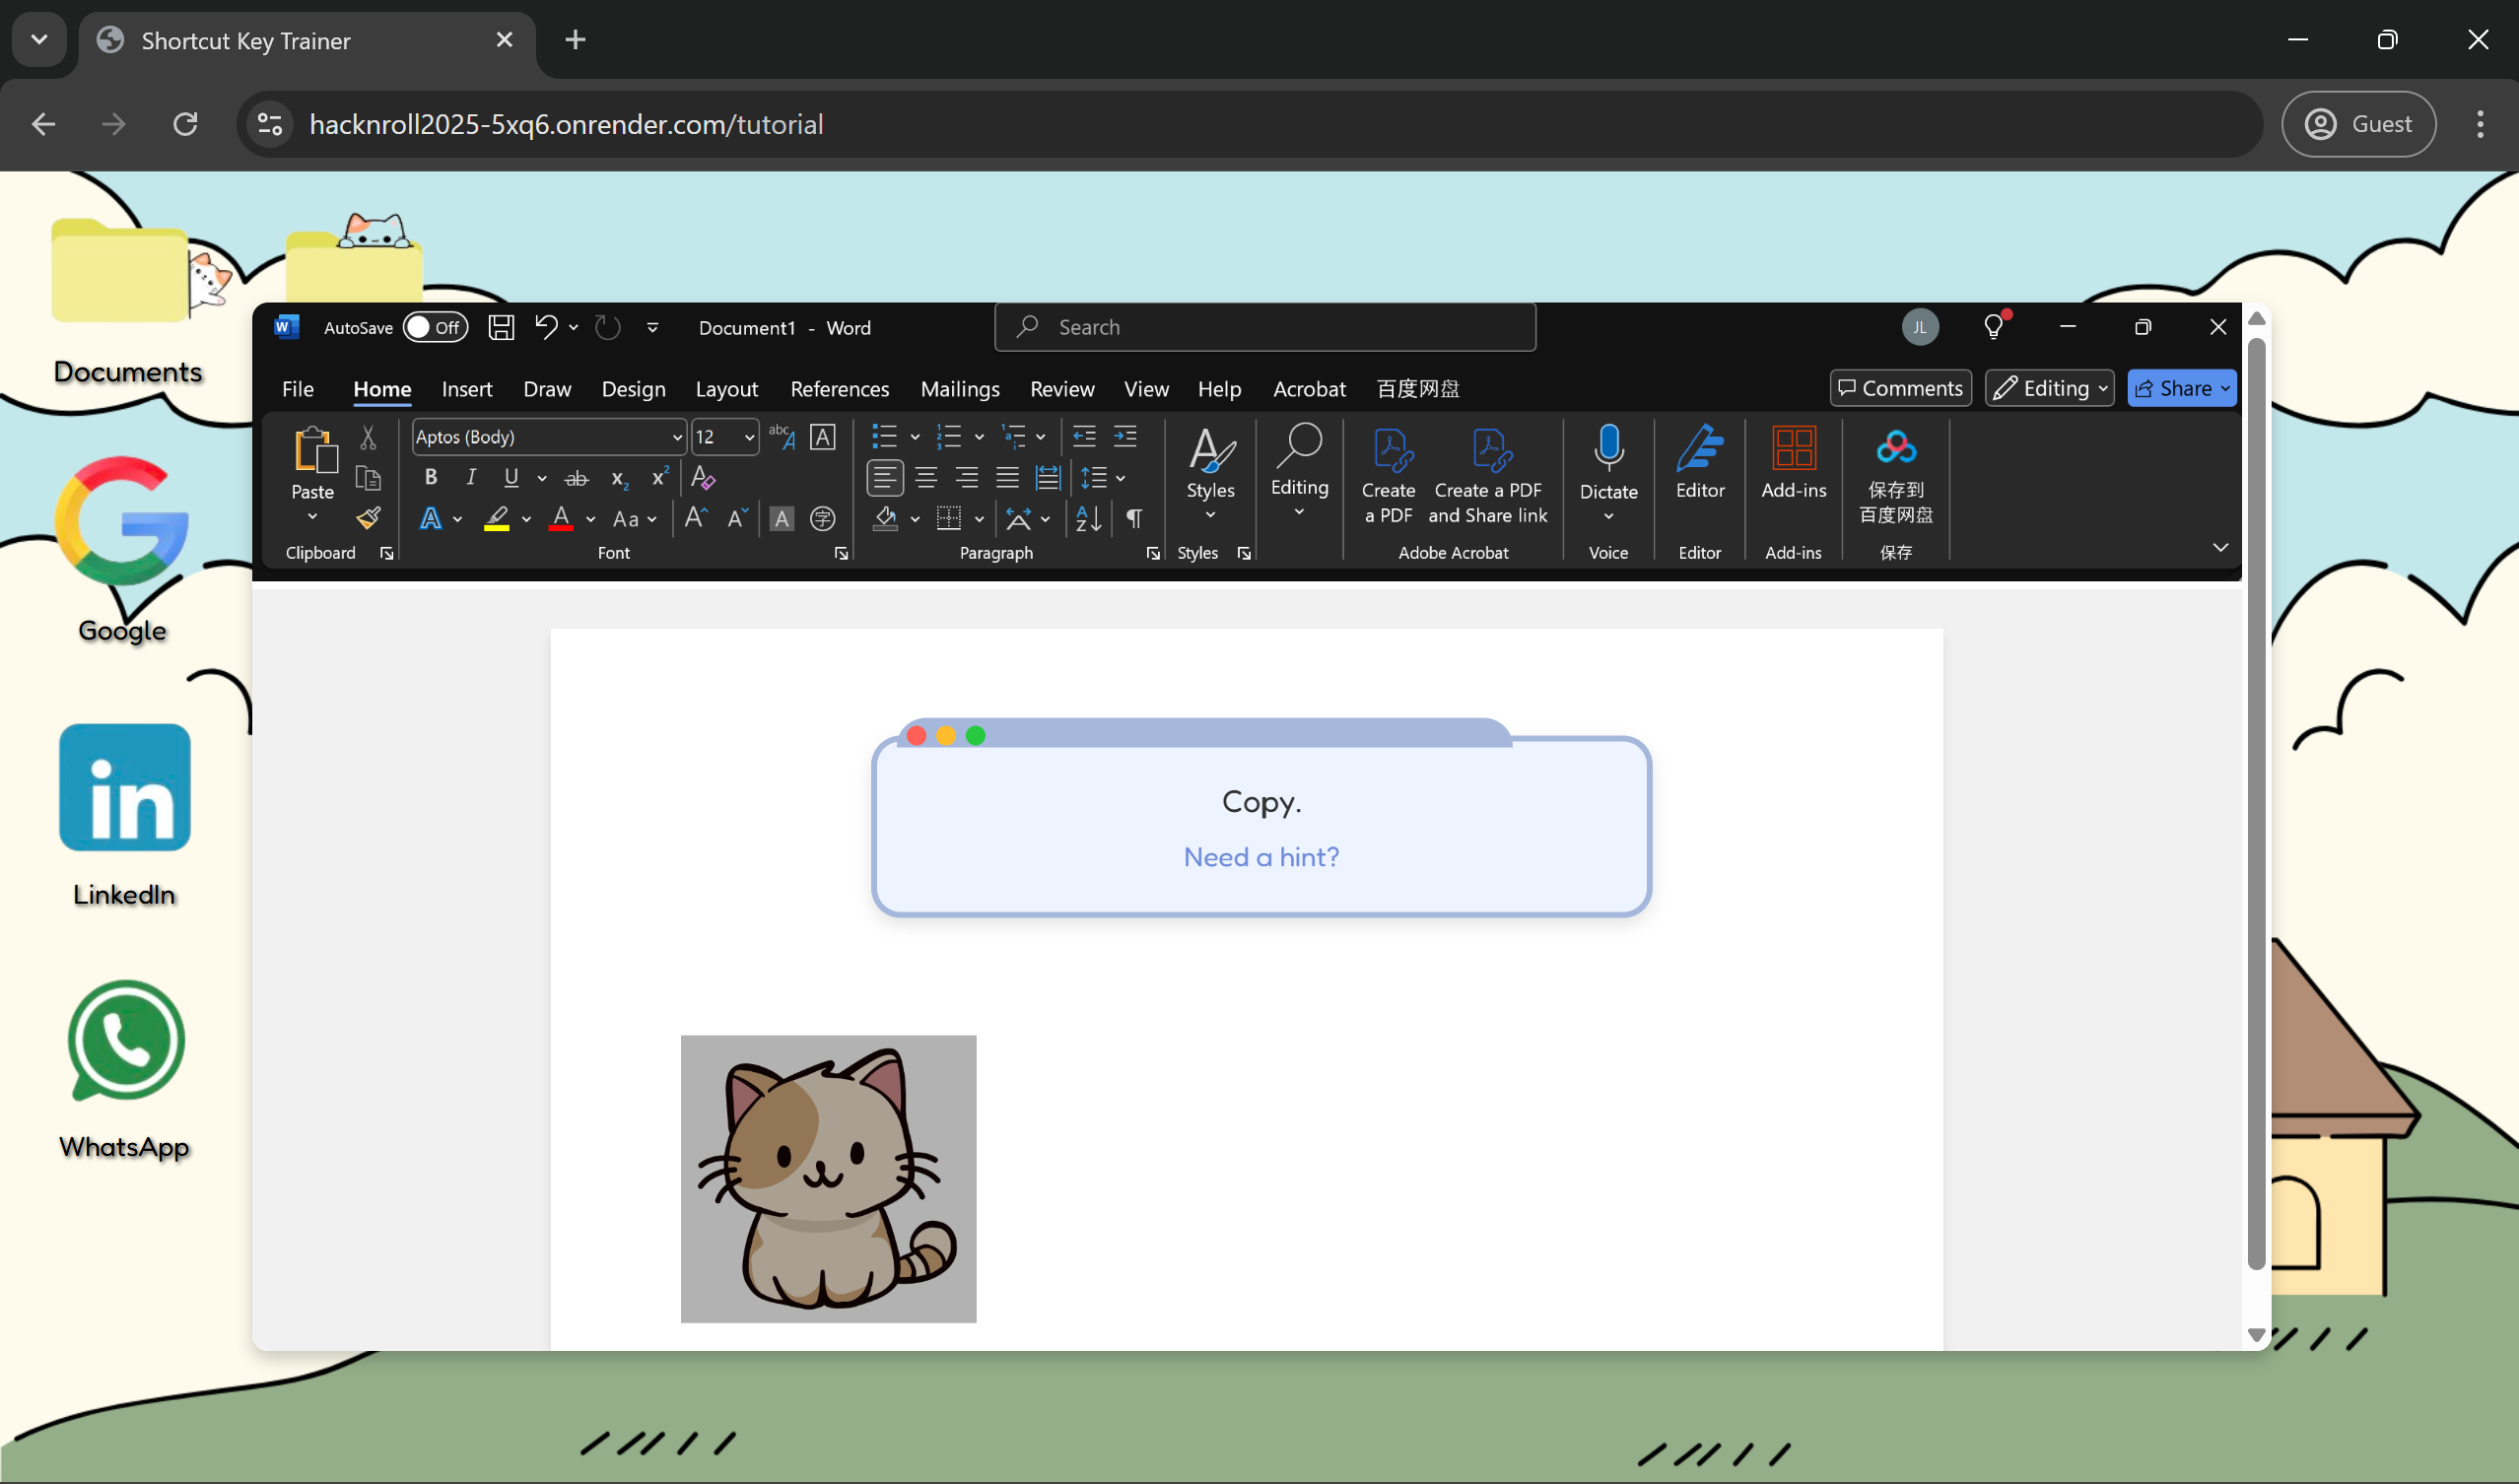 Shortcut Key Trainer
hacknroll2025-5xq6.onrender.com/tutorial
Guest
Documents
Google
LinkedIn
WhatsApp
AutoSave Off
Document1 - Word
Search
JL
File Home Insert Draw Design Layout References Mailings Review View Help Acrobat 百度网盘
Comments Editing Share
Paste
Clipboard
Aptos (Body) 12
Font
Paragraph
Styles
Styles
Editing
Create
a PDF
Create a PDF
and Share link
Adobe Acrobat
Dictate
Voice
Editor
Editor
Add-ins
Add-ins
保存到
百度网盘
保存
Copy.
Need a hint?